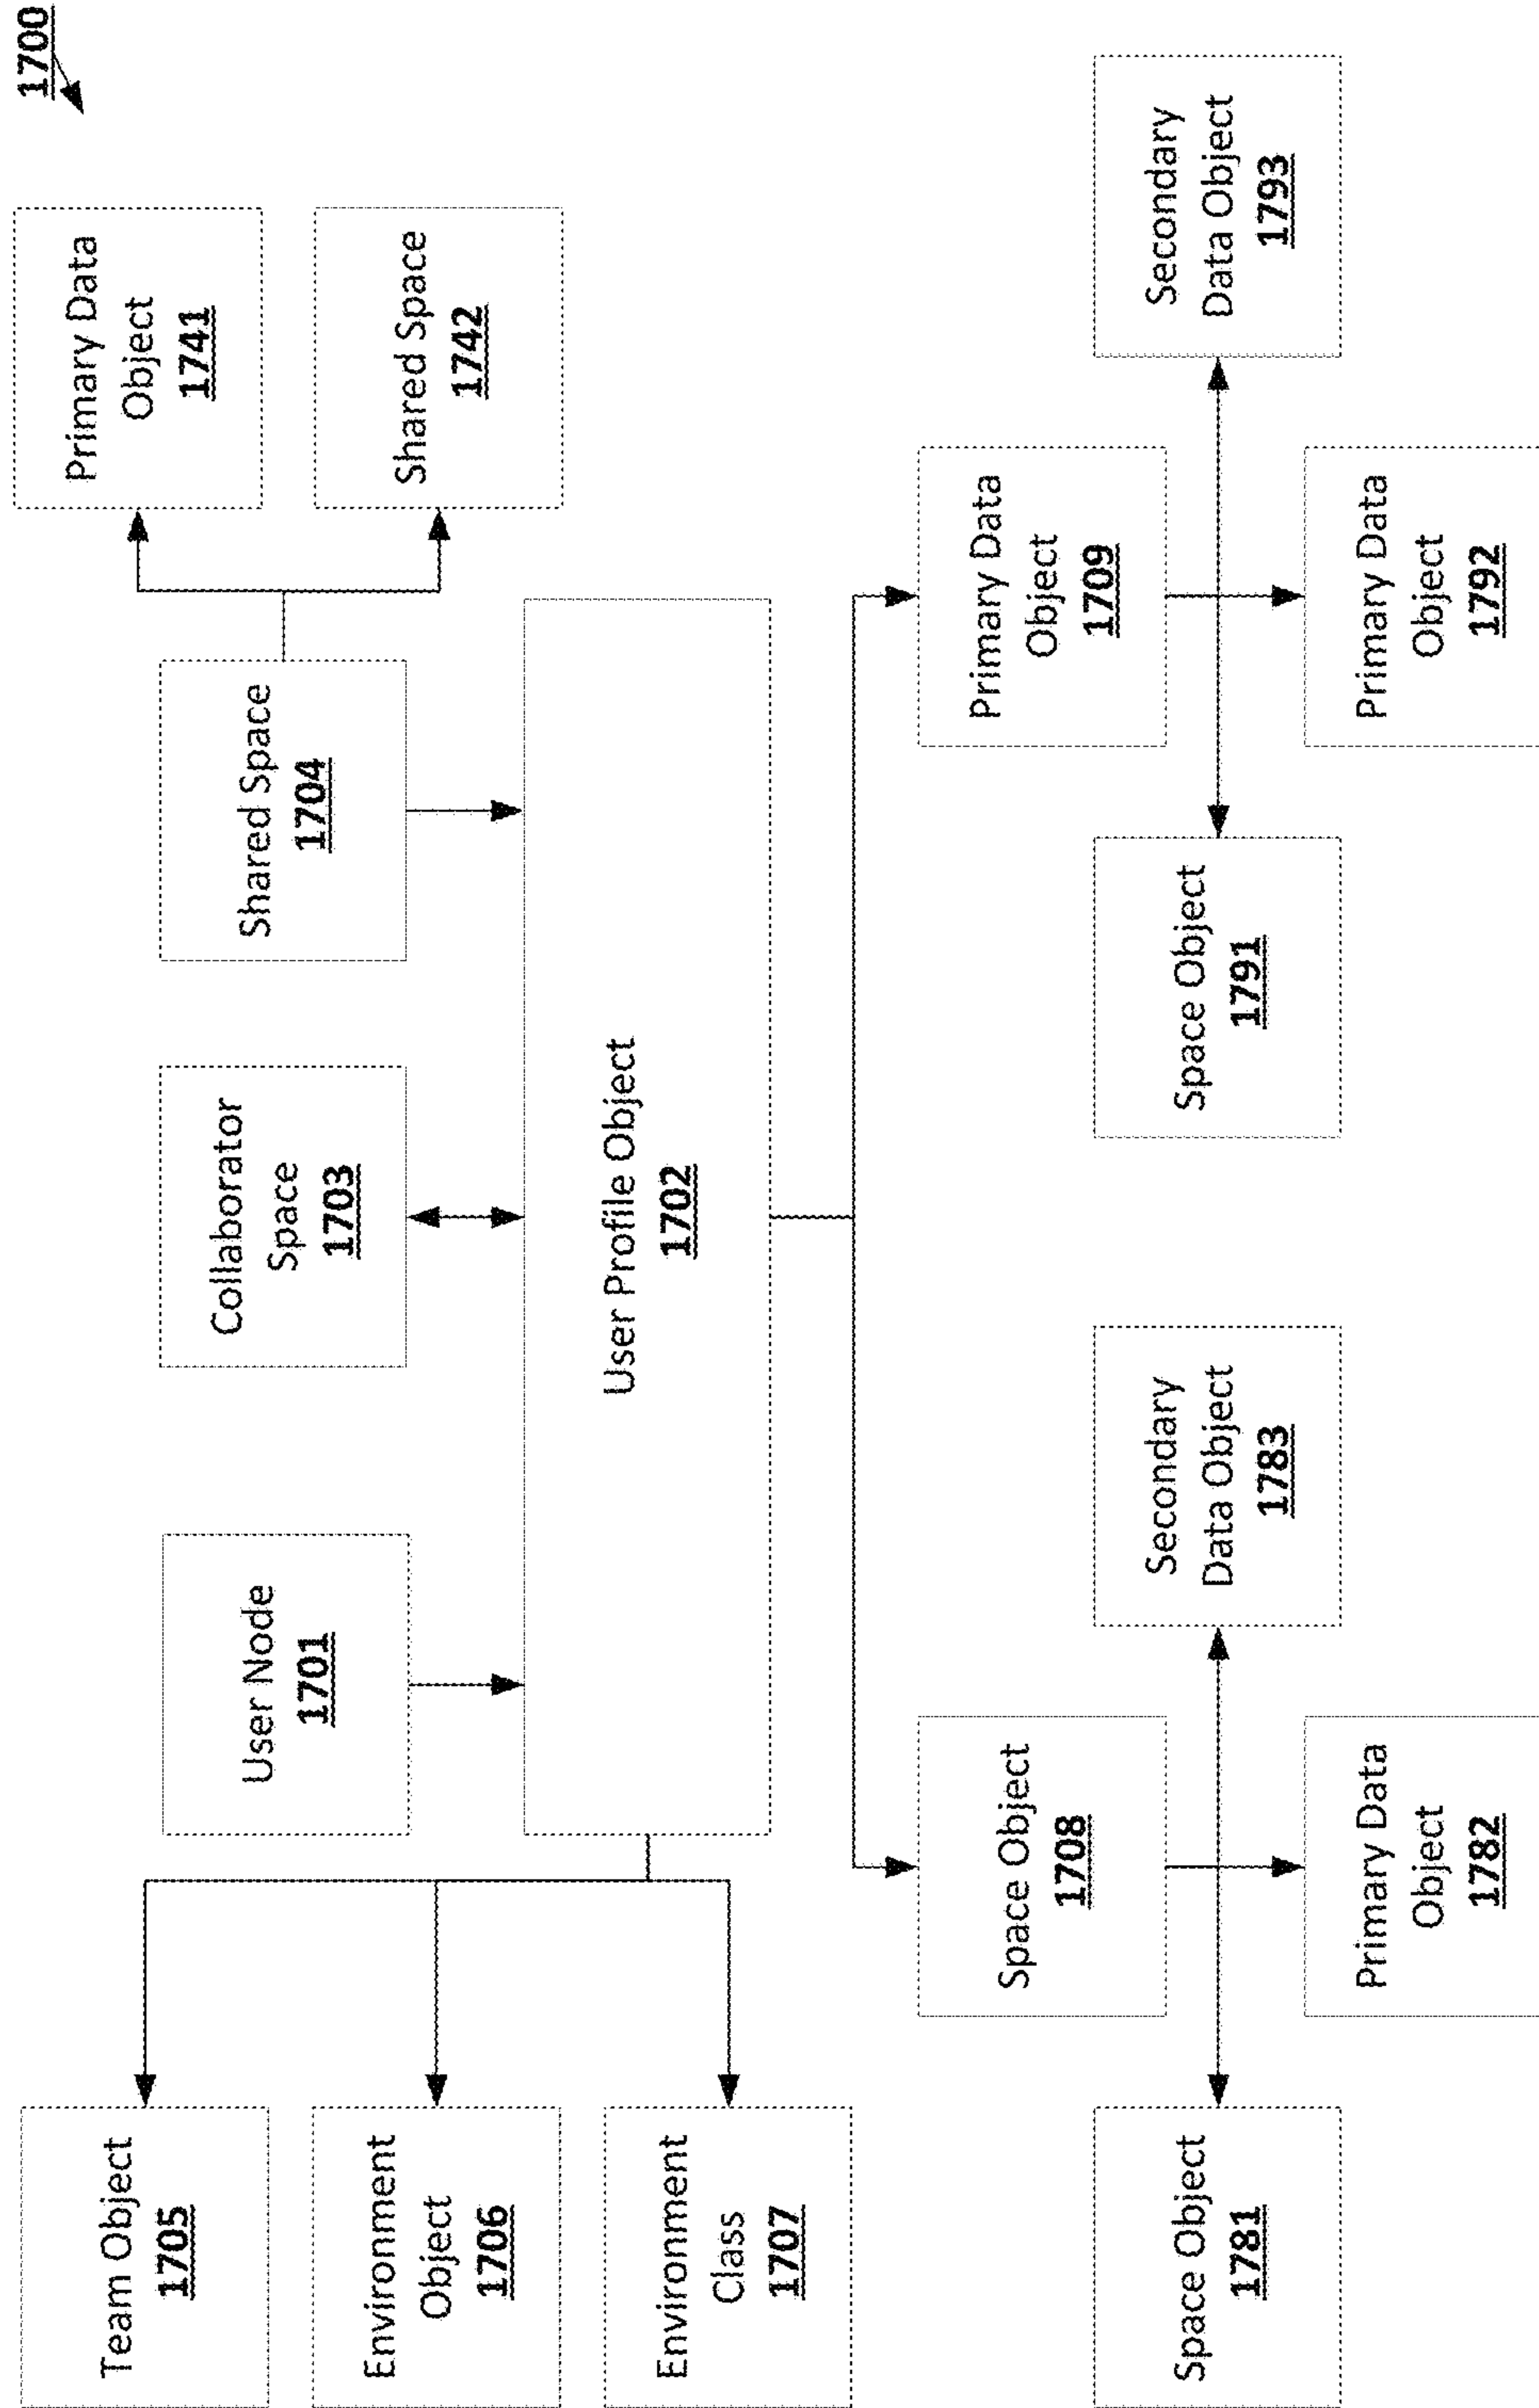 1700
Team Object
1705
Environment
Object
1706
Environment
Class
1707
User Node
1701
Collaborator
Space
1703
Shared Space
1704
Primary Data
Object
1741
Shared Space
1742
User Profile Object
1702
Space Object
1708
Primary Data
Object
1709
Space Object
1781
Secondary
Data Object
1783
Primary Data
Object
1782
Space Object
1791
Secondary
Data Object
1793
Primary Data
Object
1792